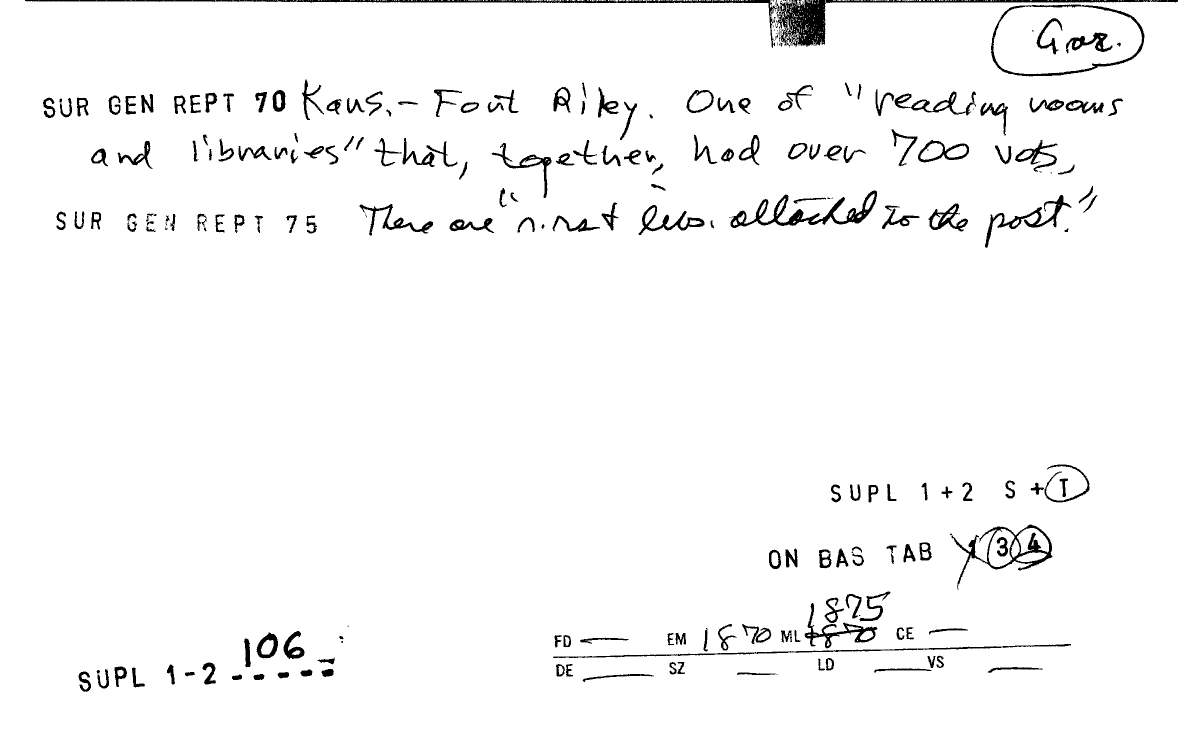 Gar.
SUR GEN REPT 70 Kans. – Fort Riley. One of "reading rooms
and libraries" that, together, had over 700 vols,
SUR GEN REPT 75 There are "n. nst libs. attached to the post."
SUPL 1+2 S + T
ON BAS TAB 1 3 4
1875
FD — EM 1870 ML 1870 CE —
SUPL 1-2 106
DE SZ LD VS